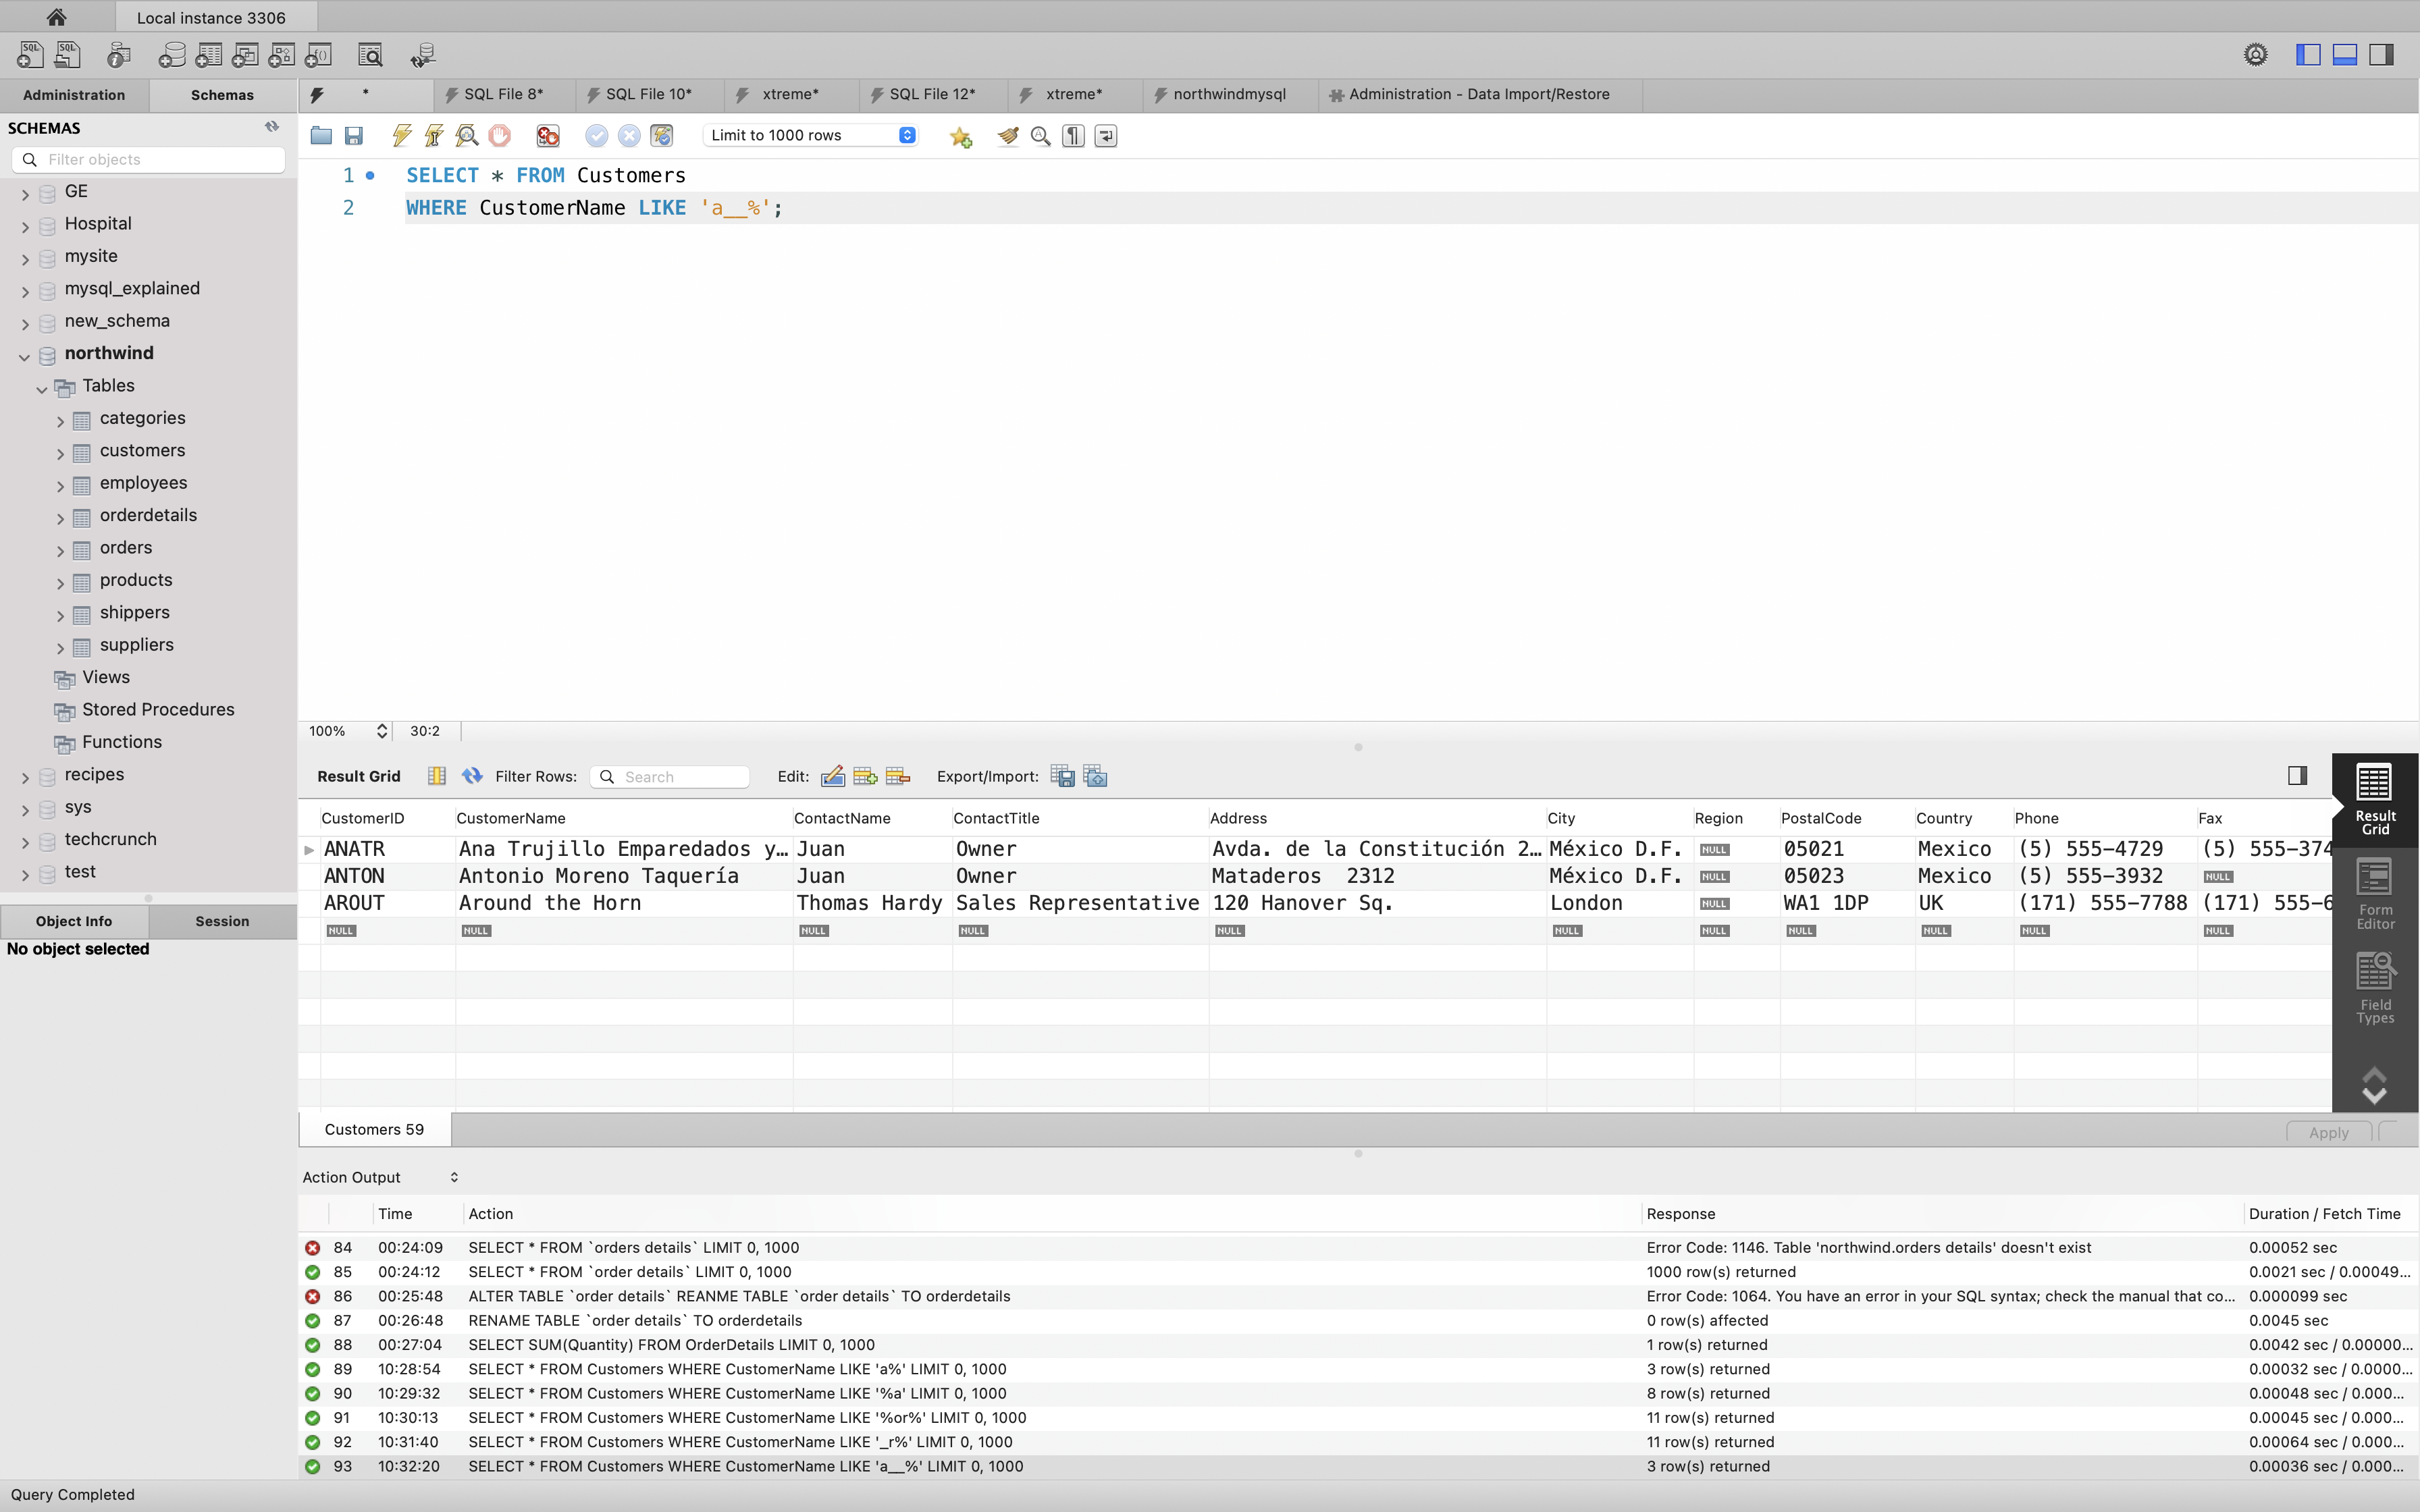 Local instance 3306
Administration
Schemas
*
SQL File 8*
SQL File 10*
xtreme*
SQL File 12*
xtreme*
northwindmysql
Administration - Data Import/Restore
SCHEMAS
Filter objects
GE
Hospital
mysite
mysql_explained
new_schema
northwind
Tables
categories
customers
employees
orderdetails
orders
products
shippers
suppliers
Views
Stored Procedures
Functions
recipes
sys
techcrunch
test
Object Info
Session
No object selected
Limit to 1000 rows
1 SELECT * FROM Customers
2 WHERE CustomerName LIKE 'a__%';
100% 30:2
Result Grid Filter Rows: Search Edit: Export/Import:
CustomerID CustomerName ContactName ContactTitle Address City Region PostalCode Country Phone Fax
ANATR Ana Trujillo Emparedados y… Juan Owner Avda. de la Constitución 2… México D.F. NULL 05021 Mexico (5) 555-4729 (5) 555-374
ANTON Antonio Moreno Taquería Juan Owner Mataderos  2312 México D.F. NULL 05023 Mexico (5) 555-3932 NULL
AROUT Around the Horn Thomas Hardy Sales Representative 120 Hanover Sq. London NULL WA1 1DP UK (171) 555-7788 (171) 555-6
NULL NULL NULL NULL NULL NULL NULL NULL NULL NULL NULL
Result
Grid
Form
Editor
Field
Types
Customers 59
Apply
Action Output
Time Action Response Duration / Fetch Time
84 00:24:09 SELECT * FROM `orders details` LIMIT 0, 1000 Error Code: 1146. Table 'northwind.orders details' doesn't exist 0.00052 sec
85 00:24:12 SELECT * FROM `order details` LIMIT 0, 1000 1000 row(s) returned 0.0021 sec / 0.00049...
86 00:25:48 ALTER TABLE `order details` REANME TABLE `order details` TO orderdetails Error Code: 1064. You have an error in your SQL syntax; check the manual that co... 0.000099 sec
87 00:26:48 RENAME TABLE `order details` TO orderdetails 0 row(s) affected 0.0045 sec
88 00:27:04 SELECT SUM(Quantity) FROM OrderDetails LIMIT 0, 1000 1 row(s) returned 0.0042 sec / 0.00000...
89 10:28:54 SELECT * FROM Customers WHERE CustomerName LIKE 'a%' LIMIT 0, 1000 3 row(s) returned 0.00032 sec / 0.0000...
90 10:29:32 SELECT * FROM Customers WHERE CustomerName LIKE '%a' LIMIT 0, 1000 8 row(s) returned 0.00048 sec / 0.000...
91 10:30:13 SELECT * FROM Customers WHERE CustomerName LIKE '%or%' LIMIT 0, 1000 11 row(s) returned 0.00045 sec / 0.000...
92 10:31:40 SELECT * FROM Customers WHERE CustomerName LIKE '_r%' LIMIT 0, 1000 11 row(s) returned 0.00064 sec / 0.000...
93 10:32:20 SELECT * FROM Customers WHERE CustomerName LIKE 'a__%' LIMIT 0, 1000 3 row(s) returned 0.00036 sec / 0.000...
Query Completed